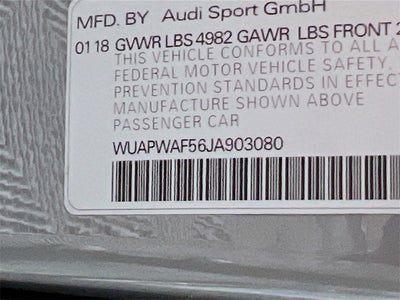 MFD. BY Audi Sport GmbH
01 18 GVWR LBS 4982 GAWR LBS FRONT 2
THIS VEHICLE CONFORMS TO ALL A
FEDERAL MOTOR VEHICLE SAFETY,
PREVENTION STANDARDS IN EFFECT
MANUFACTURE SHOWN ABOVE
PASSENGER CAR
WUAPWAF56JA903080